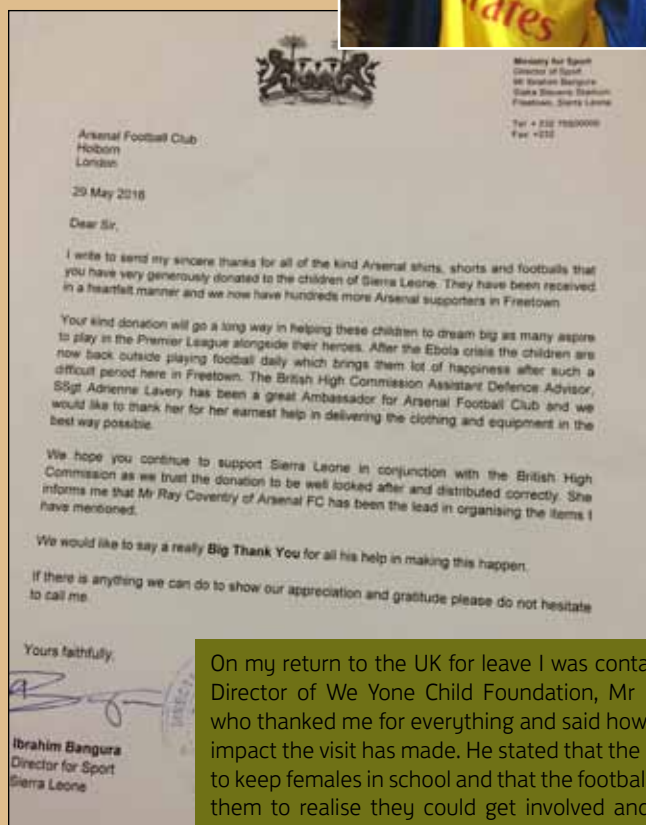 Emirates
Ministry for Sport
Director of Sport
Mr Ibrahim Bangura
Siaka Stevens Stadium
Freetown, Sierra Leone
Tel + 232
Fax +232
Arsenal Football Club
Holborn
London
29 May 2016
Dear Sir,
I write to send my sincere thanks for all of the kind Arsenal shirts, shorts and footballs that
you have very generously donated to the children of Sierra Leone. They have been received
in a heartfelt manner and we now have hundreds more Arsenal supporters in Freetown
Your kind donation will go a long way in helping these children to dream big as many aspire
to play in the Premier League alongside their heroes. After the Ebola crisis the children are
now back outside playing football daily which brings them lot of happiness after such a
difficult period here in Freetown. The British High Commission Assistant Defence Advisor,
SSgt Adrienne Lavery has been a great Ambassador for Arsenal Football Club and we
would like to thank her for her earnest help in delivering the clothing and equipment in the
best way possible.
We hope you continue to support Sierra Leone in conjunction with the British High
Commission as we trust the donation to be well looked after and distributed correctly. She
informs me that Mr Ray Coventry of Arsenal FC has been the lead in organising the items I
have mentioned.
We would like to say a really Big Thank You for all his help in making this happen.
If there is anything we can do to show our appreciation and gratitude please do not hesitate
to call me.
Yours faithfully,
Ibrahim Bangura
Director for Sport
Sierra Leone
On my return to the UK for leave I was conta
Director of We Yone Child Foundation, Mr
who thanked me for everything and said how
impact the visit has made. He stated that the
to keep females in school and that the footbal
them to realise they could get involved and